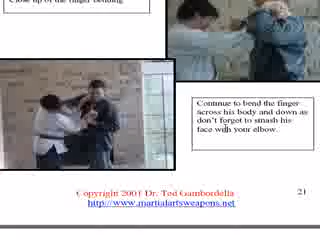 Close up of the finger bending.
Continue to bend the finger
across his body and down as
don't forget to smash his
face with your elbow.
21
Copyright 2001 Dr. Ted Gambordella
http://www.martialartsweapons.net